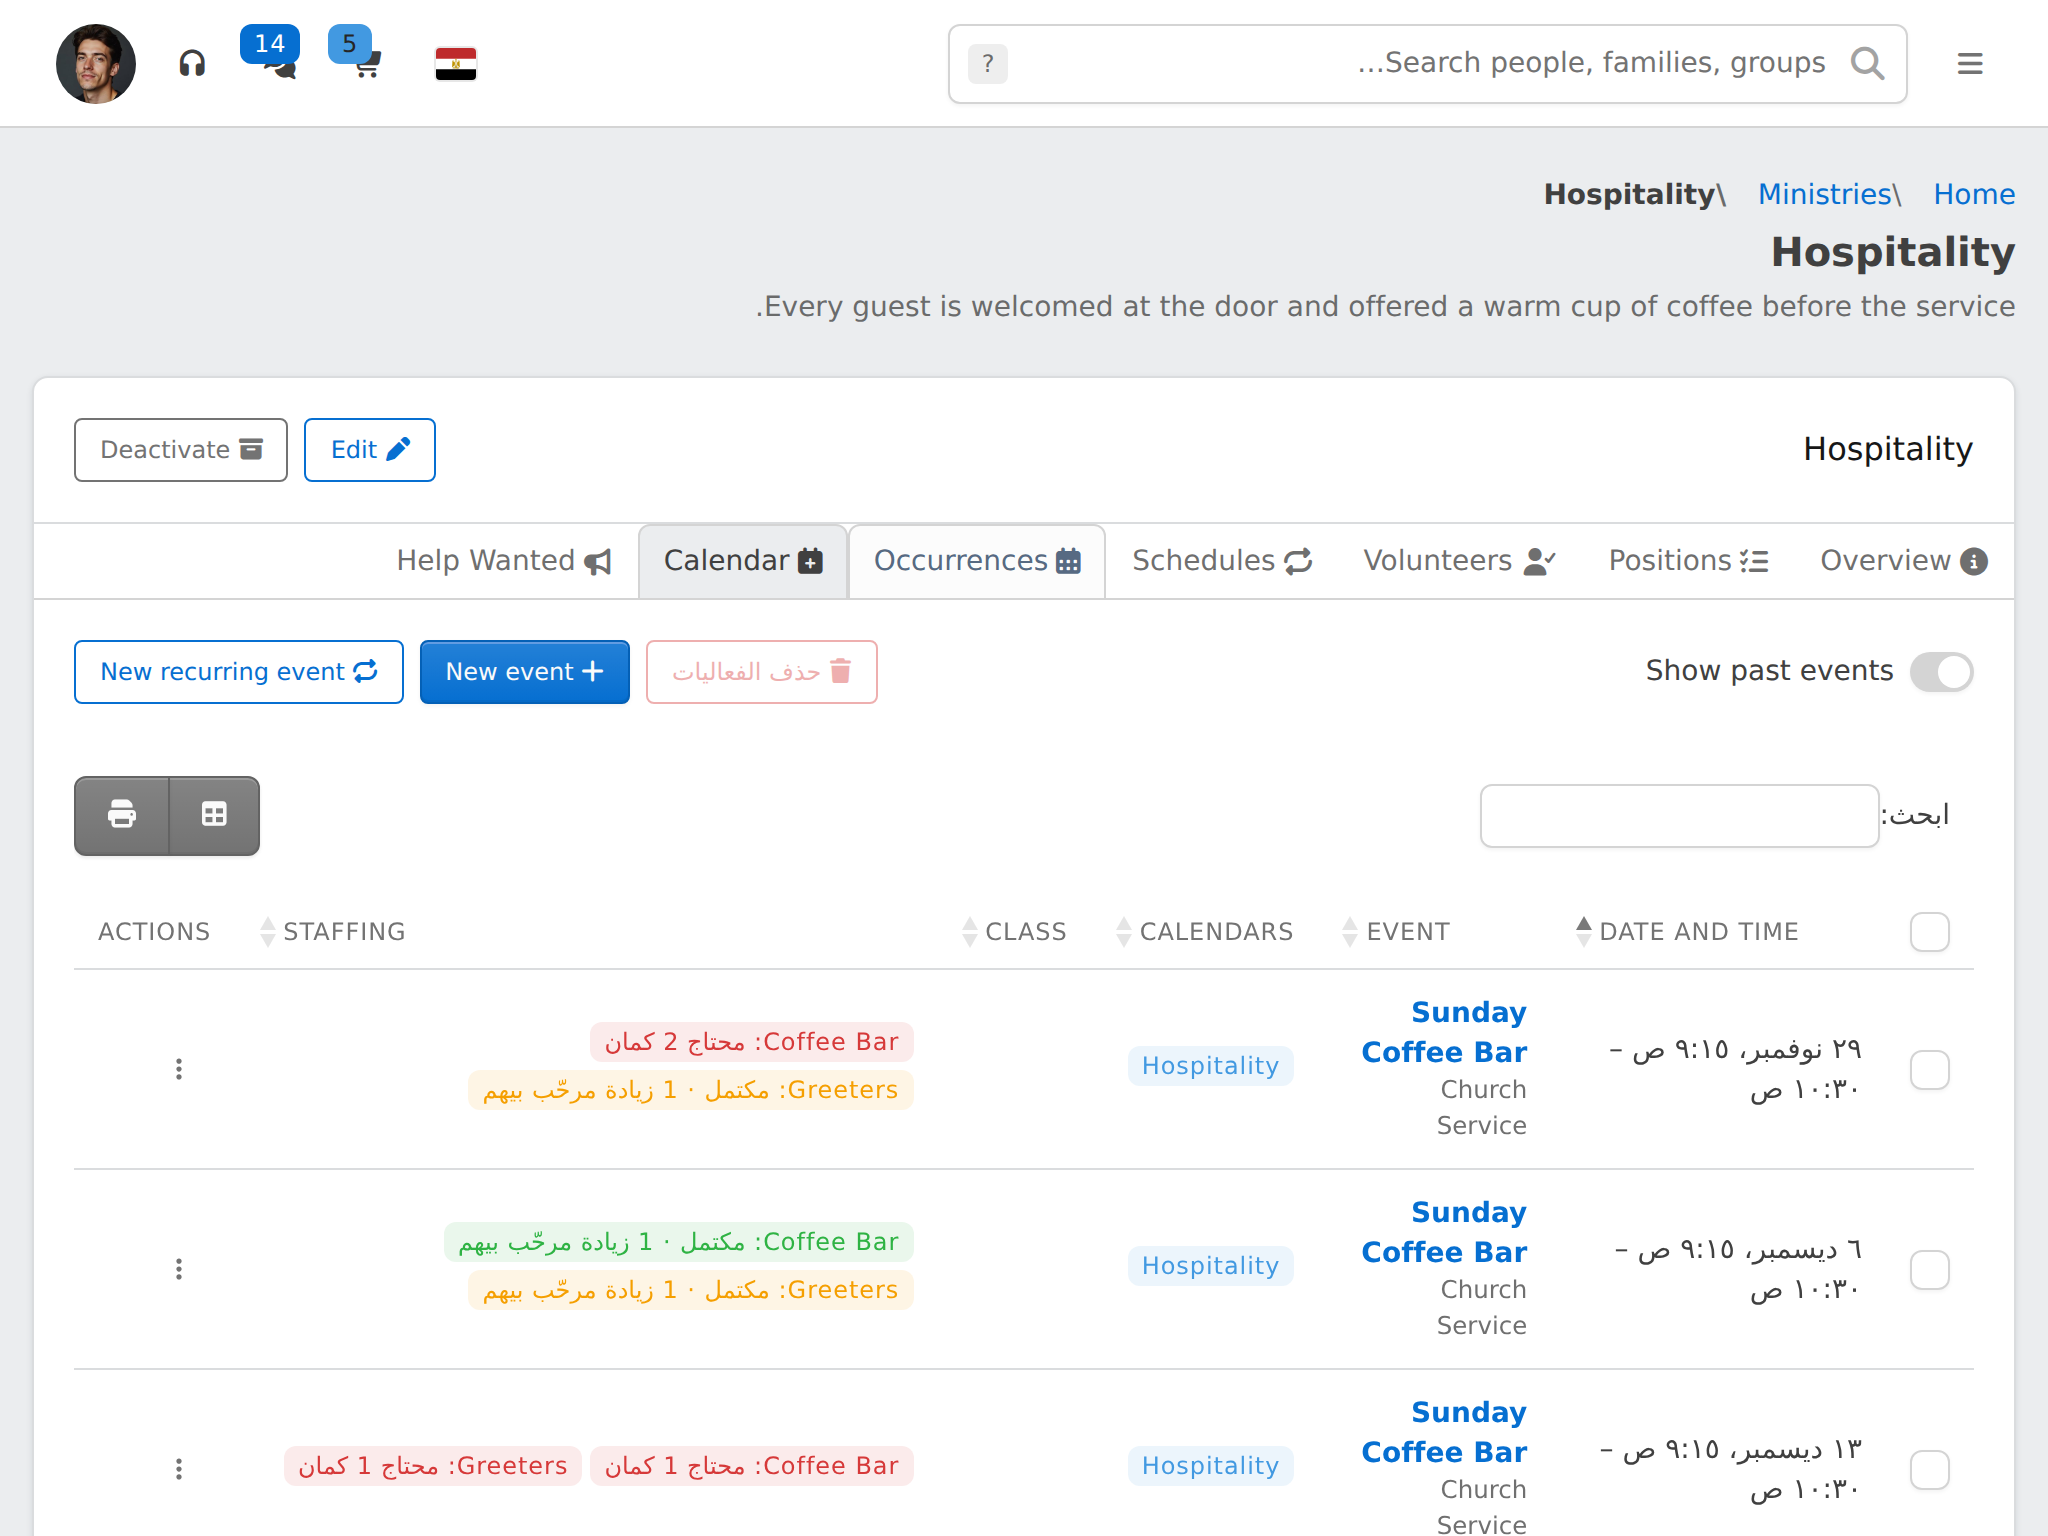 14
5
?
...Search people, families, groups
Home
\Ministries
\Hospitality
Hospitality
.Every guest is welcomed at the door and offered a warm cup of coffee before the service
Hospitality
Edit
Deactivate
Overview
Positions
Volunteers
Schedules
Occurrences
Calendar
Help Wanted
Show past events
حذف الفعاليات
New event
New recurring event
ابحث:
DATE AND TIME
EVENT
CALENDARS
CLASS
STAFFING
ACTIONS
٢٩ نوفمبر، ٩:١٥ ص –
١٠:٣٠ ص
Sunday
Coffee Bar
Church
Service
Hospitality
Coffee Bar: محتاج 2 كمان
Greeters: مكتمل · 1 زيادة مرحّب بيهم
٦ ديسمبر، ٩:١٥ ص –
١٠:٣٠ ص
Sunday
Coffee Bar
Church
Service
Hospitality
Coffee Bar: مكتمل · 1 زيادة مرحّب بيهم
Greeters: مكتمل · 1 زيادة مرحّب بيهم
١٣ ديسمبر، ٩:١٥ ص –
١٠:٣٠ ص
Sunday
Coffee Bar
Church
Service
Hospitality
Coffee Bar: محتاج 1 كمان
Greeters: محتاج 1 كمان